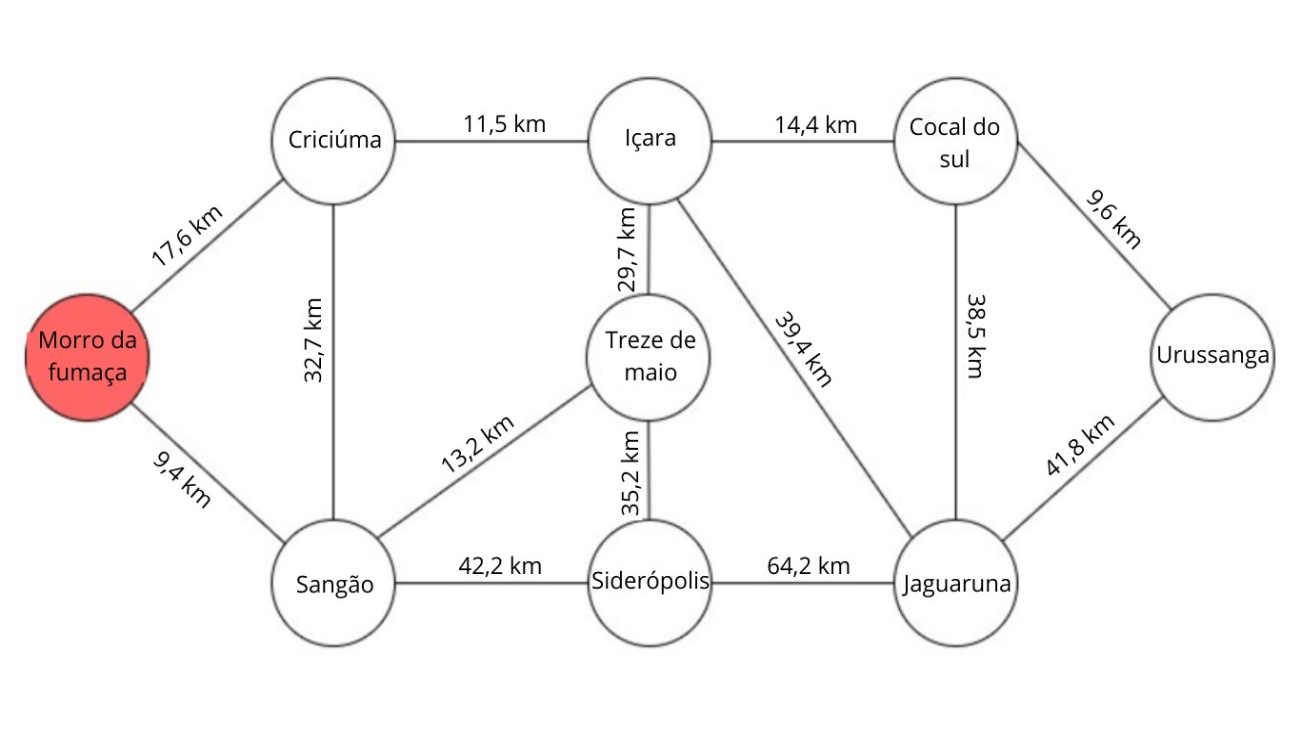 Criciúma
11,5 km
Içara
14,4 km
Cocal do
sul
17,6 km
32,7 km
29,7 km
39,4 km
38,5 km
9,6 km
Morro da
fumaça
Treze de
maio
Urussanga
9,4 km
13,2 km
35,2 km
41,8 km
Sangão
42,2 km
Siderópolis
64,2 km
Jaguaruna